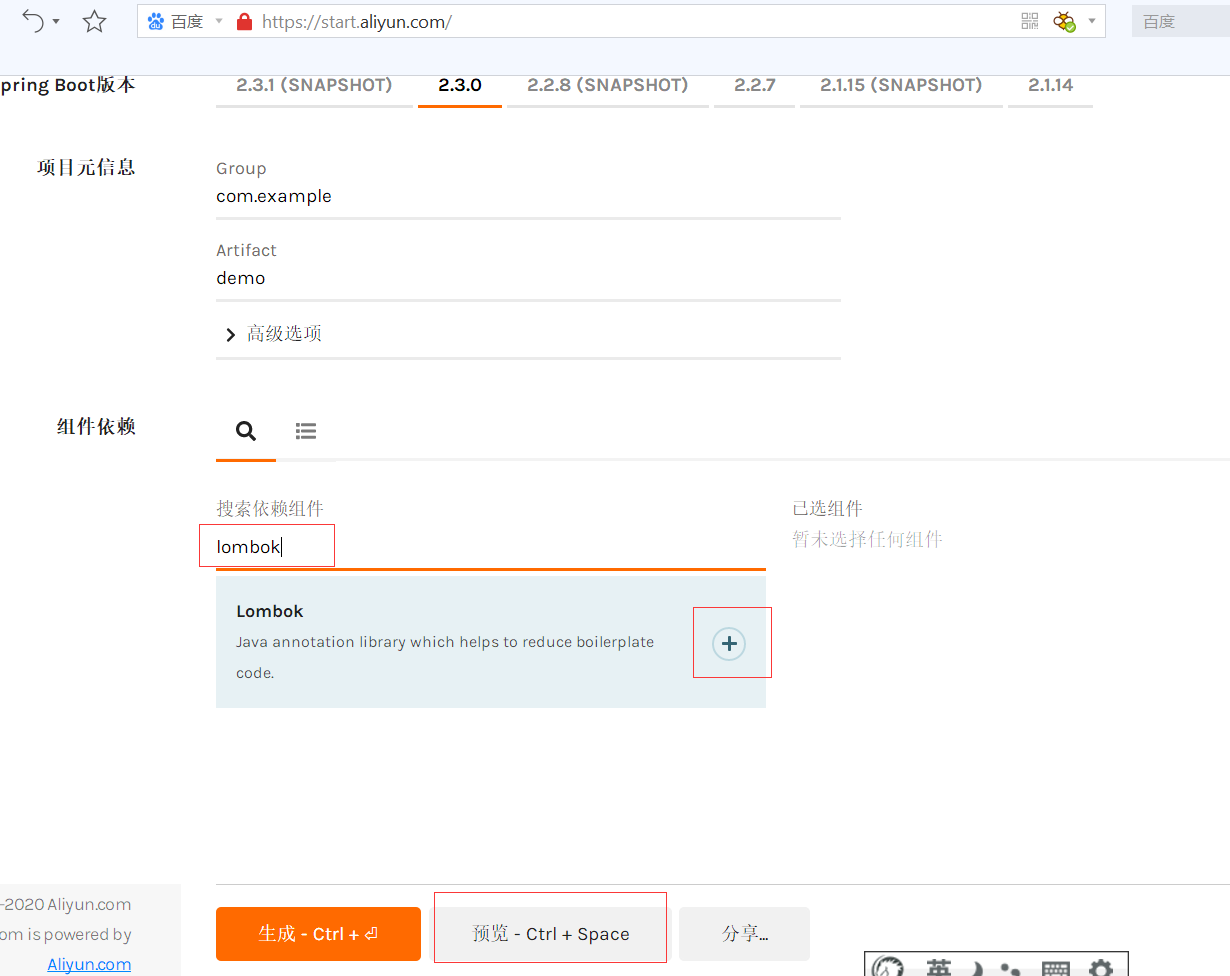 百度
https://start.aliyun.com/
百度
pring Boot版本
2.3.1 (SNAPSHOT)
2.3.0
2.2.8 (SNAPSHOT)
2.2.7
2.1.15 (SNAPSHOT)
2.1.14
项目元信息
Group
com.example
Artifact
demo
高级选项
组件依赖
搜索依赖组件
lombok
已选组件
暂未选择任何组件
Lombok
Java annotation library which helps to reduce boilerplate
code.
-2020 Aliyun.com
om is powered by
Aliyun.com
生成 - Ctrl + ⏎
预览 - Ctrl + Space
分享...
英